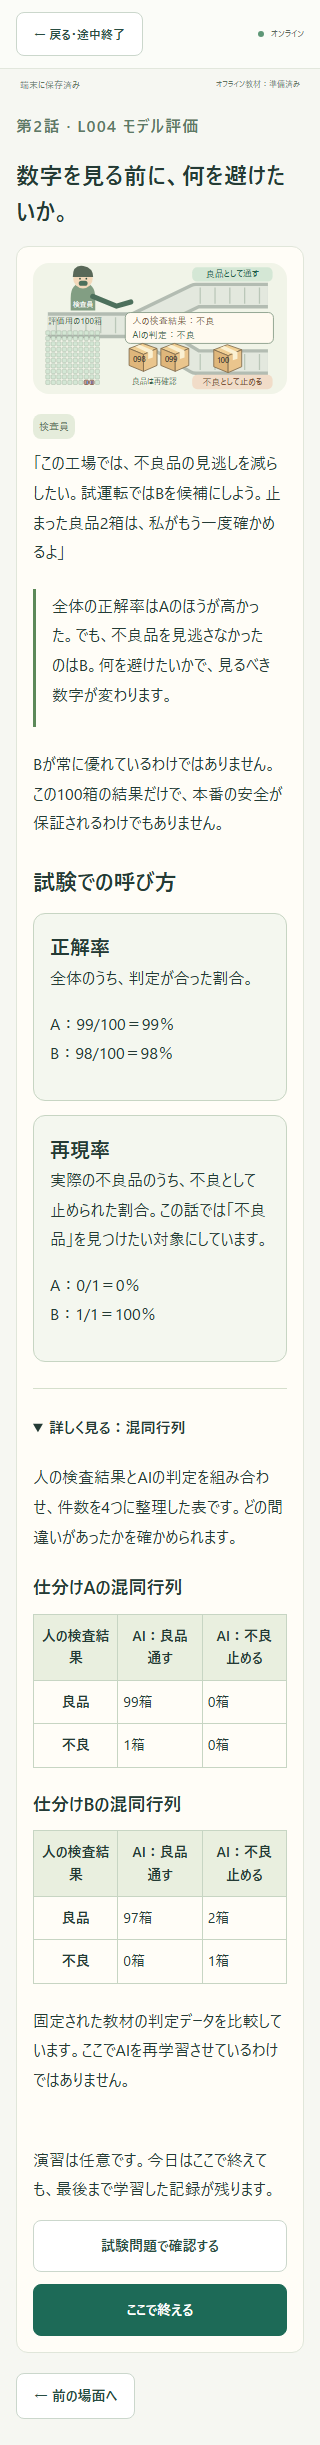 ← 戻る・途中終了
オンライン
端末に保存済み
オフライン教材：準備済み
第2話 · L004 モデル評価
数字を見る前に、何を避けた
いか。
良品として通す
検査員
評価用の100箱
人の検査結果：不良
AIの判定：不良
098
099
100
良品は再確認
不良として止める
検査員
「この工場では、不良品の見逃しを減ら
したい。試運転ではBを候補にしよう。止
まった良品2箱は、私がもう一度確かめ
るよ」
全体の正解率はAのほうが高かっ
た。でも、不良品を見逃さなかった
のはB。何を避けたいかで、見るべき
数字が変わります。
Bが常に優れているわけではありません。
この100箱の結果だけで、本番の安全が
保証されるわけでもありません。
試験での呼び方
正解率
全体のうち、判定が合った割合。
A：99/100＝99％
B：98/100＝98％
再現率
実際の不良品のうち、不良として
止められた割合。この話では「不良
品」を見つけたい対象にしています。
A：0/1＝0％
B：1/1＝100％
▼ 詳しく見る：混同行列
人の検査結果とAIの判定を組み合わ
せ、件数を4つに整理した表です。どの間
違いがあったかを確かめられます。
仕分けAの混同行列
人の検査結
果
AI：良品
通す
AI：不良
止める
良品 99箱 0箱
不良 1箱 0箱
仕分けBの混同行列
人の検査結
果
AI：良品
通す
AI：不良
止める
良品 97箱 2箱
不良 0箱 1箱
固定された教材の判定データを比較して
います。ここでAIを再学習させているわけ
ではありません。
演習は任意です。今日はここで終えて
も、最後まで学習した記録が残ります。
試験問題で確認する
ここで終える
← 前の場面へ